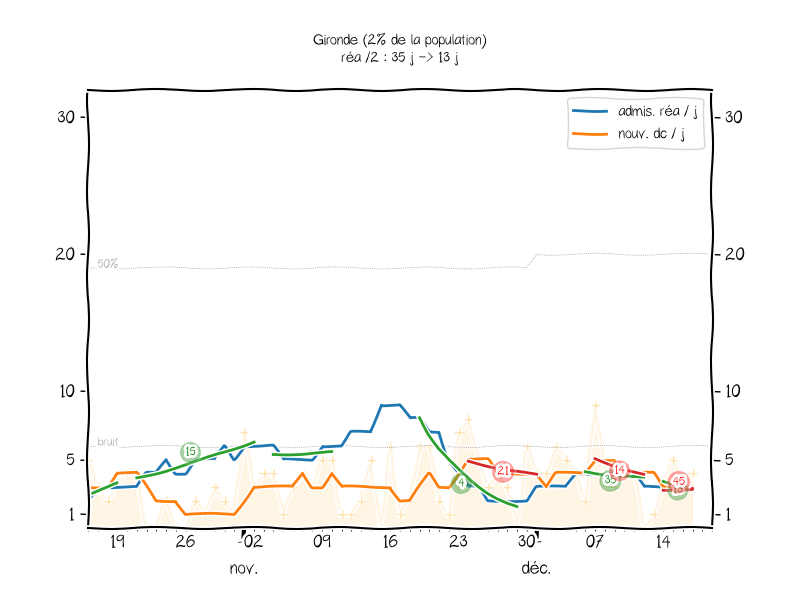 Gironde (2% de la population)
réa /2 : 35 j -> 13 j
admis. réa / j
nouv. dc / j
30 30
20 20
50%
10 10
bruit
15
5 5
21
14
4
35
45
1 1
19 26 02 09 16 23 30 07 14
nov. déc.